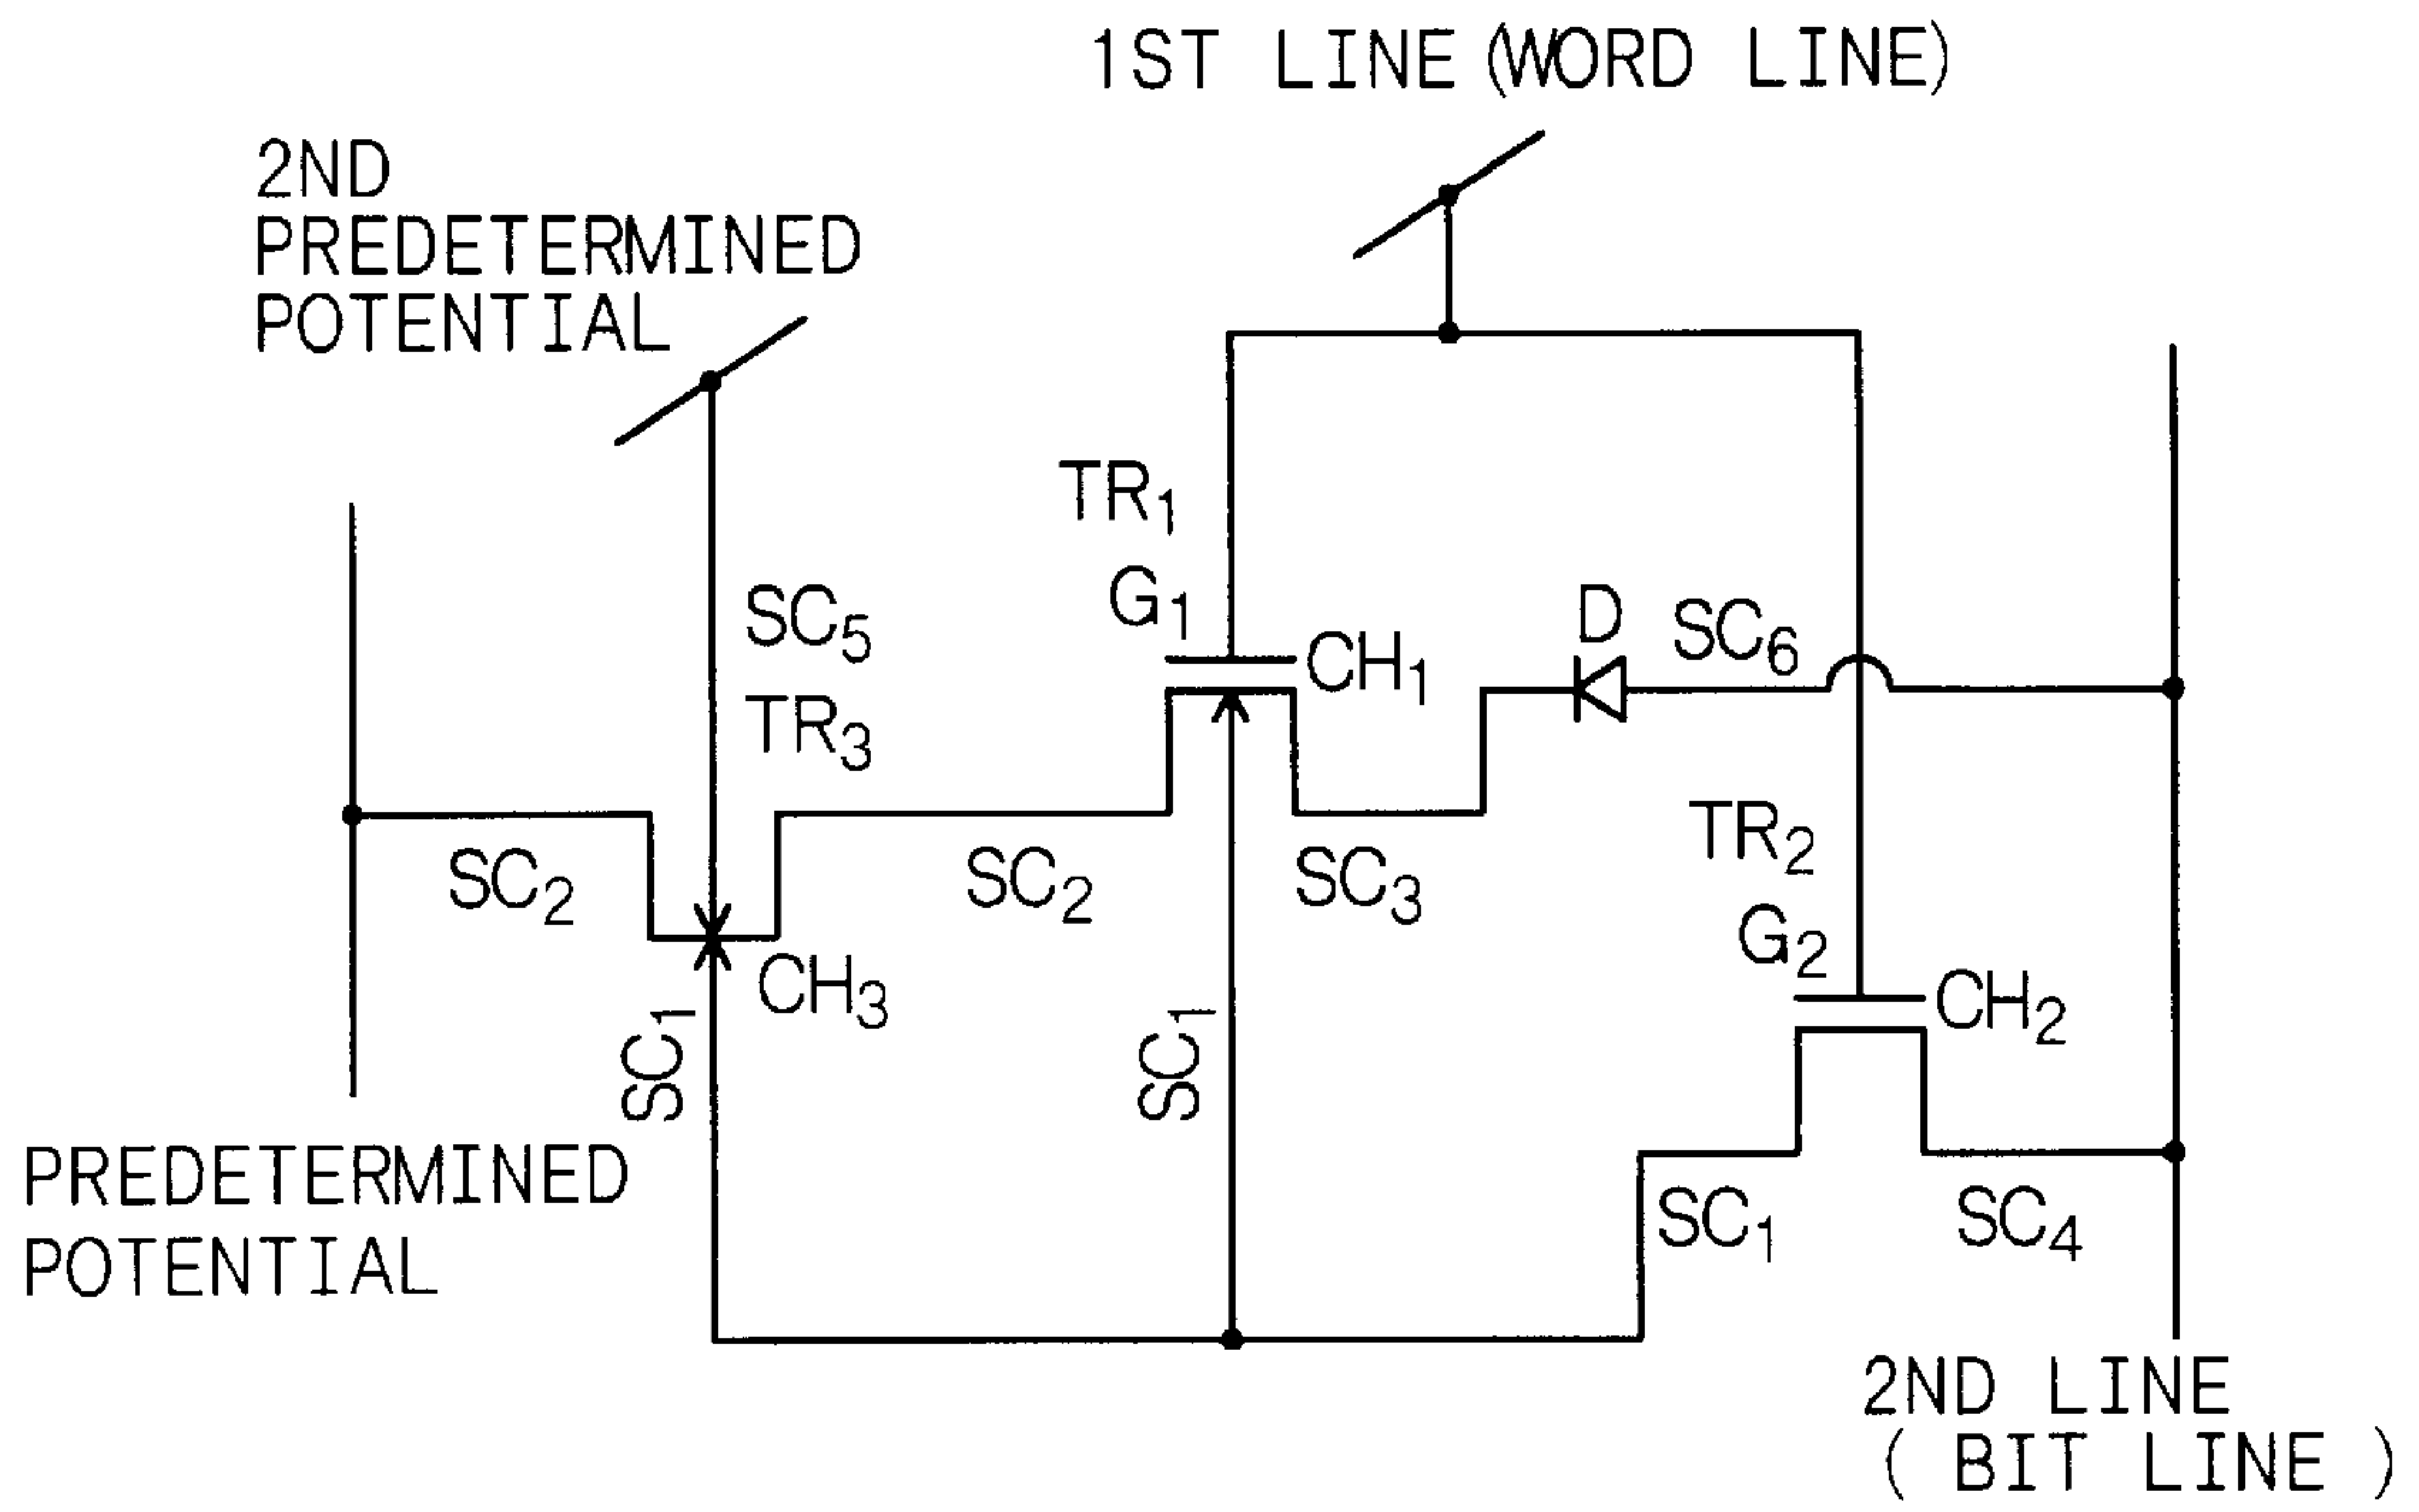 1ST LINE (WORD LINE)
2ND
PREDETERMINED
POTENTIAL
TR1
G1
CH1
SC5
TR3
D
SC6
SC2
SC2
SC3
TR2
G2
CH2
CH3
SC1
SC1
SC1
SC4
PREDETERMINED
POTENTIAL
2ND LINE
( BIT LINE )